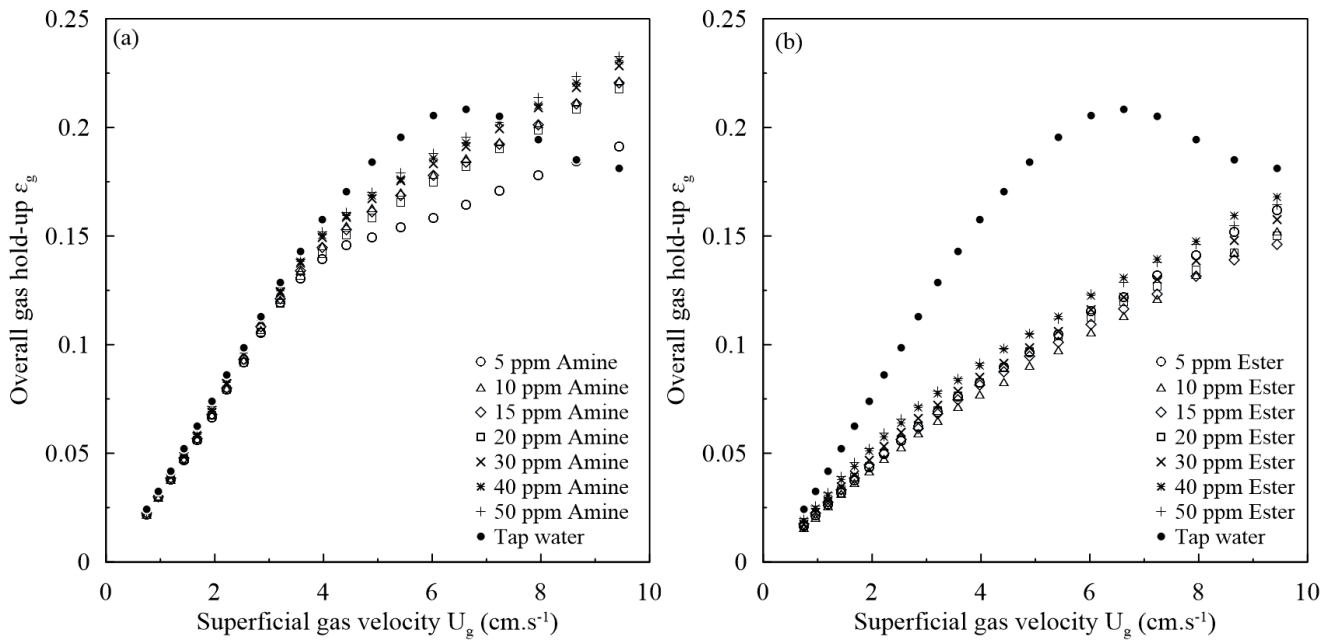 (a)
0.25
0.2
0.15
0.1
0.05
0
Overall gas hold-up εg
0 2 4 6 8 10
Superficial gas velocity Ug (cm.s-1)
5 ppm Amine
10 ppm Amine
15 ppm Amine
20 ppm Amine
30 ppm Amine
40 ppm Amine
50 ppm Amine
Tap water
(b)
0.25
0.2
0.15
0.1
0.05
0
Overall gas hold-up εg
0 2 4 6 8 10
Superficial gas velocity Ug (cm.s-1)
5 ppm Ester
10 ppm Ester
15 ppm Ester
20 ppm Ester
30 ppm Ester
40 ppm Ester
50 ppm Ester
Tap water